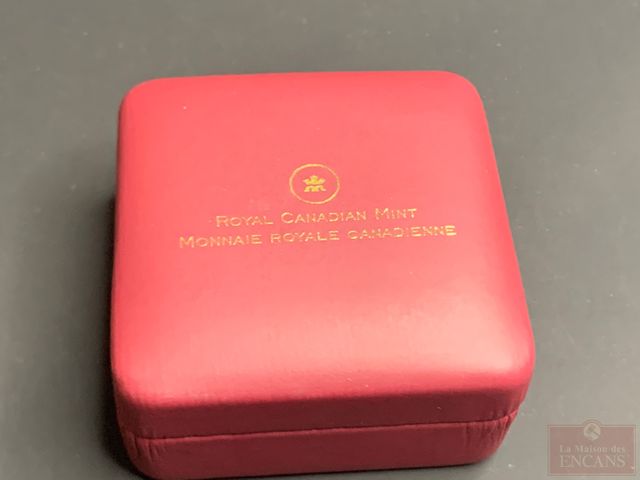 ROYAL CANADIAN MINT
MONNAIE ROYALE CANADIENNE
La Maison des
ENCANS